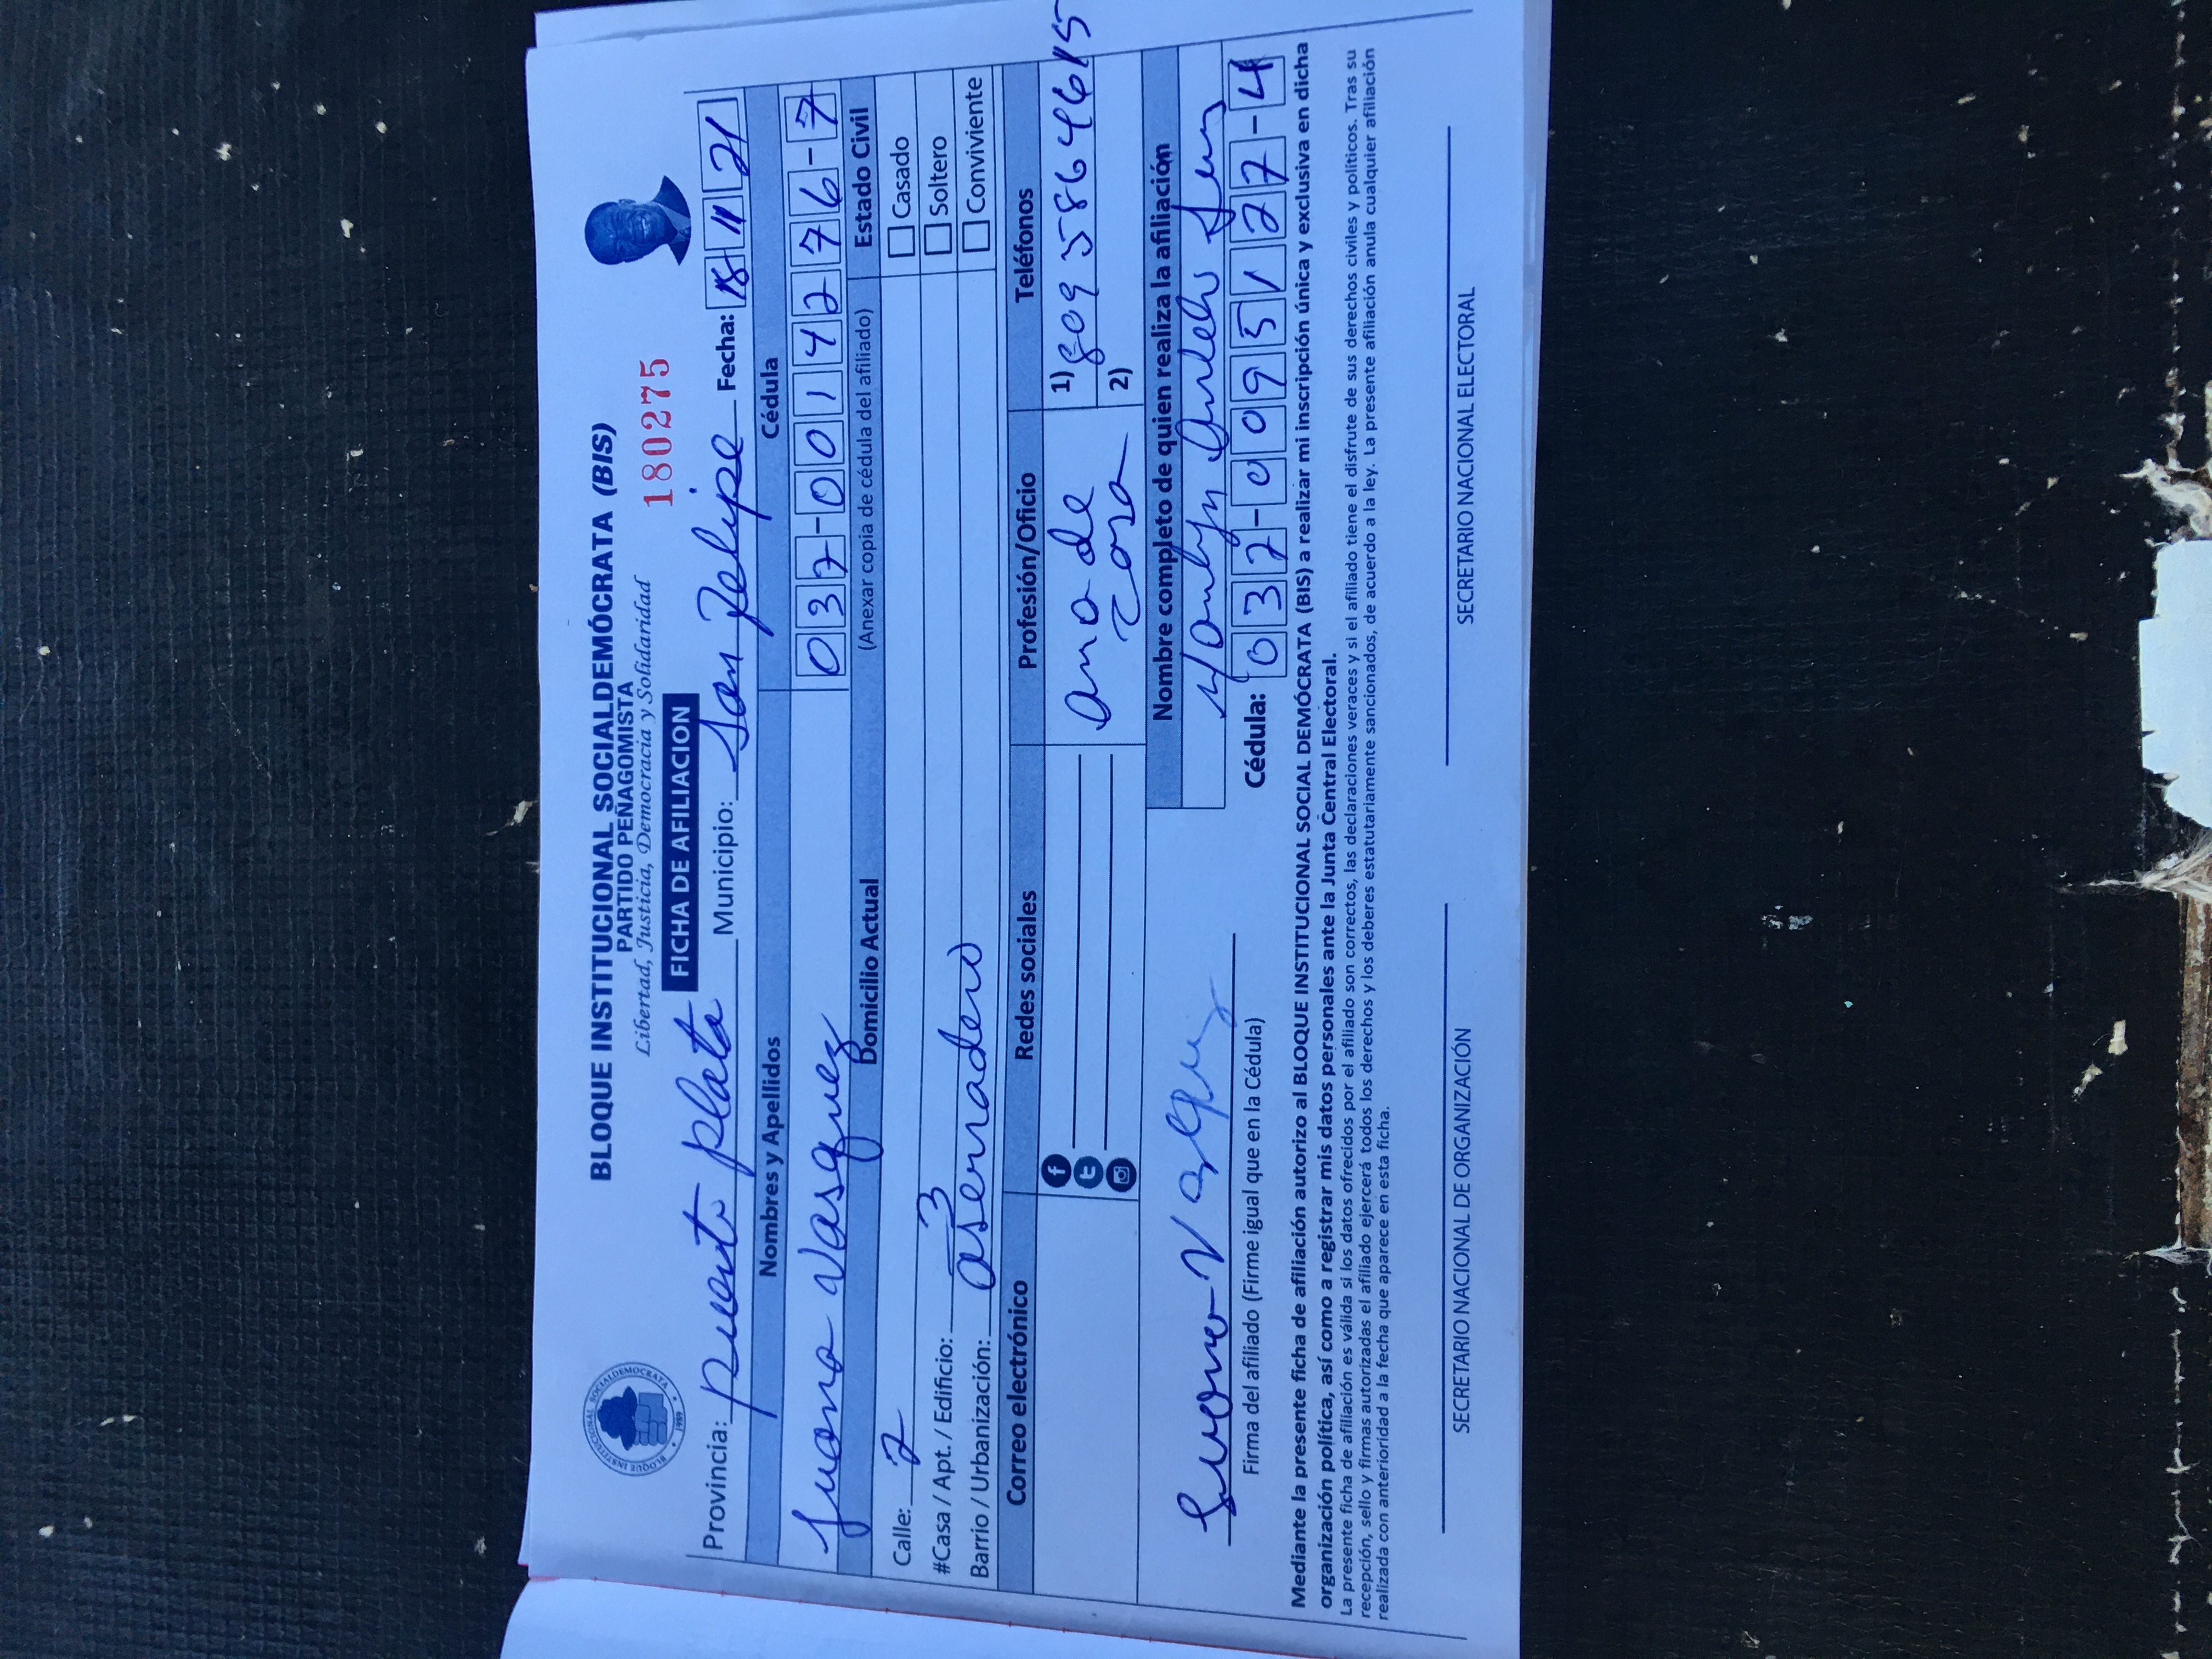 BLOQUE INSTITUCIONAL SOCIALDEMÓCRATA (BIS)
PARTIDO PEÑAGOMISTA
Libertad, Justicia, Democracia y Solidaridad
BLOQUE INSTITUCIONAL SOCIALDEMOCRATA 1989
FICHA DE AFILIACION 180275
Provincia: puerto plata Municipio: san Felipe Fecha: 18 11 21
Nombres y Apellidos Cédula
Juana Vasquez 037-0014276-7
Domicilio Actual (Anexar copia de cédula del afiliado) Estado Civil
Calle: 2 Casado
#Casa / Apt. / Edificio: 3 Soltero
Barrio / Urbanización: aserradero Conviviente
Correo electrónico Redes sociales Profesión/Oficio Teléfonos
ama de casa 1) 809 586 4615
2)
Nombre completo de quien realiza la afiliación
Juana Vasquez
Firma del afiliado (Firme igual que en la Cédula) Cédula: 037-0095127-4
Mediante la presente ficha de afiliación autorizo al BLOQUE INSTITUCIONAL SOCIAL DEMÓCRATA (BIS) a realizar mi inscripción única y exclusiva en dicha
organización política, así como a registrar mis datos personales ante la Junta Central Electoral.
La presente ficha de afiliación es válida si los datos ofrecidos por el afiliado son correctos, las declaraciones veraces y si el afiliado tiene el disfrute de sus derechos civiles y políticos. Tras su
recepción, sello y firmas autorizadas el afiliado ejercerá todos los derechos y los deberes estatutariamente sancionados, de acuerdo a la ley. La presente afiliación anula cualquier afiliación
realizada con anterioridad a la fecha que aparece en esta ficha.
SECRETARIO NACIONAL DE ORGANIZACIÓN SECRETARIO NACIONAL ELECTORAL